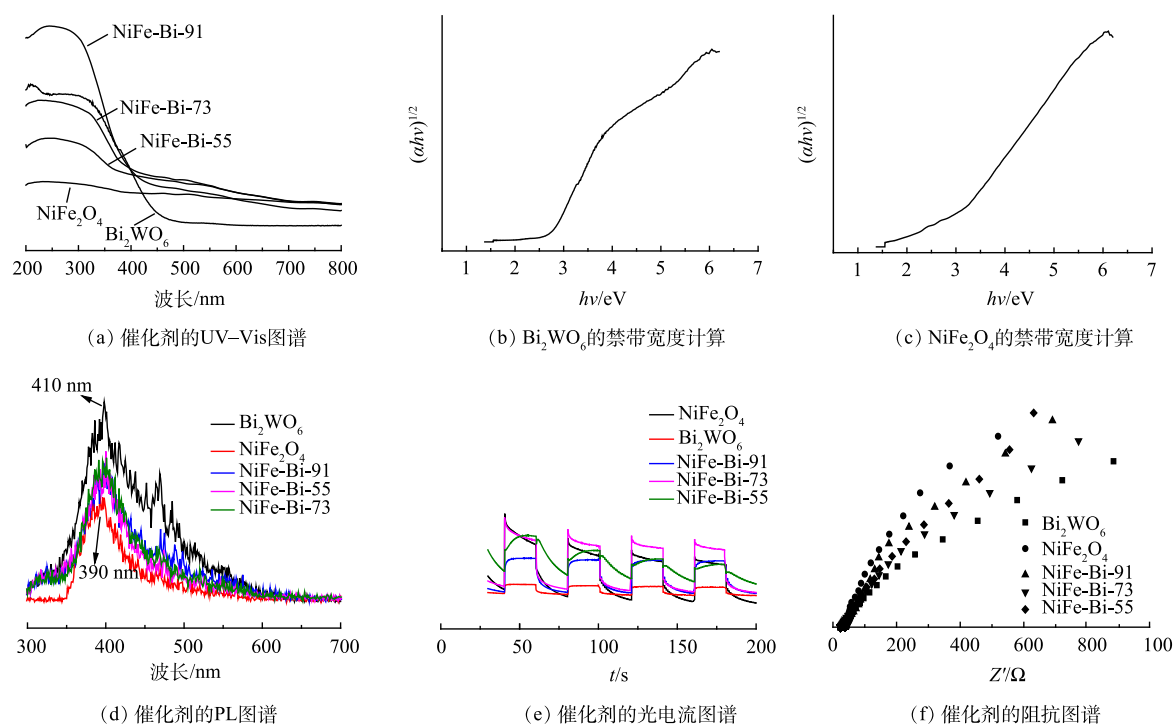 NiFe-Bi-91
NiFe-Bi-73
NiFe-Bi-55
NiFe₂O₄
Bi₂WO₆
200 300 400 500 600 700 800
波长/nm
(a) 催化剂的UV–Vis图谱
(αhν)^1/2
1 2 3 4 5 6 7
hν/eV
(b) Bi₂WO₆的禁带宽度计算
(αhν)^1/2
1 2 3 4 5 6 7
hν/eV
(c) NiFe₂O₄的禁带宽度计算
410 nm
Bi₂WO₆
NiFe₂O₄
NiFe-Bi-91
NiFe-Bi-55
NiFe-Bi-73
390 nm
300 400 500 600 700
波长/nm
(d) 催化剂的PL图谱
NiFe₂O₄
Bi₂WO₆
NiFe-Bi-91
NiFe-Bi-73
NiFe-Bi-55
0 50 100 150 200
t/s
(e) 催化剂的光电流图谱
Bi₂WO₆
NiFe₂O₄
NiFe-Bi-91
NiFe-Bi-73
NiFe-Bi-55
0 200 400 600 800 100
Z′/Ω
(f) 催化剂的阻抗图谱